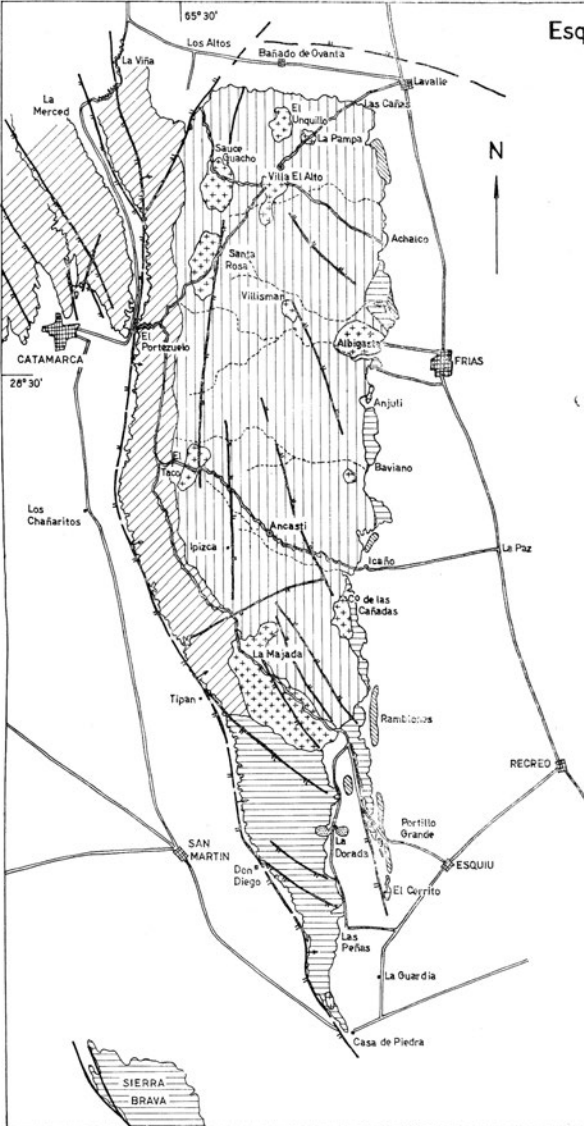 65° 30'
Esq
Los Altos
Bañado de Ovanta
La Viña
Lavalle
La
Merced
El
Unquillo
Las Cañas
La Pampa
N
Sauce
Guacho
Villa El Alto
Achalco
Santa
Rosa
Villisman
El
Portezuelo
Albigasta
CATAMARCA
FRIAS
28° 30'
Anjuli
El
Taco
Baviano
Los
Chañaritos
Ancasti
Ipizca
La Paz
Icaño
Cº de las
Cañadas
La Majada
Tipan
Ramblones
RECREO
Portillo
Grande
SAN
MARTIN
La
Dorada
ESQUIU
Don
Diego
El Cerrito
Las
Peñas
La Guardia
Casa de Piedra
SIERRA
BRAVA